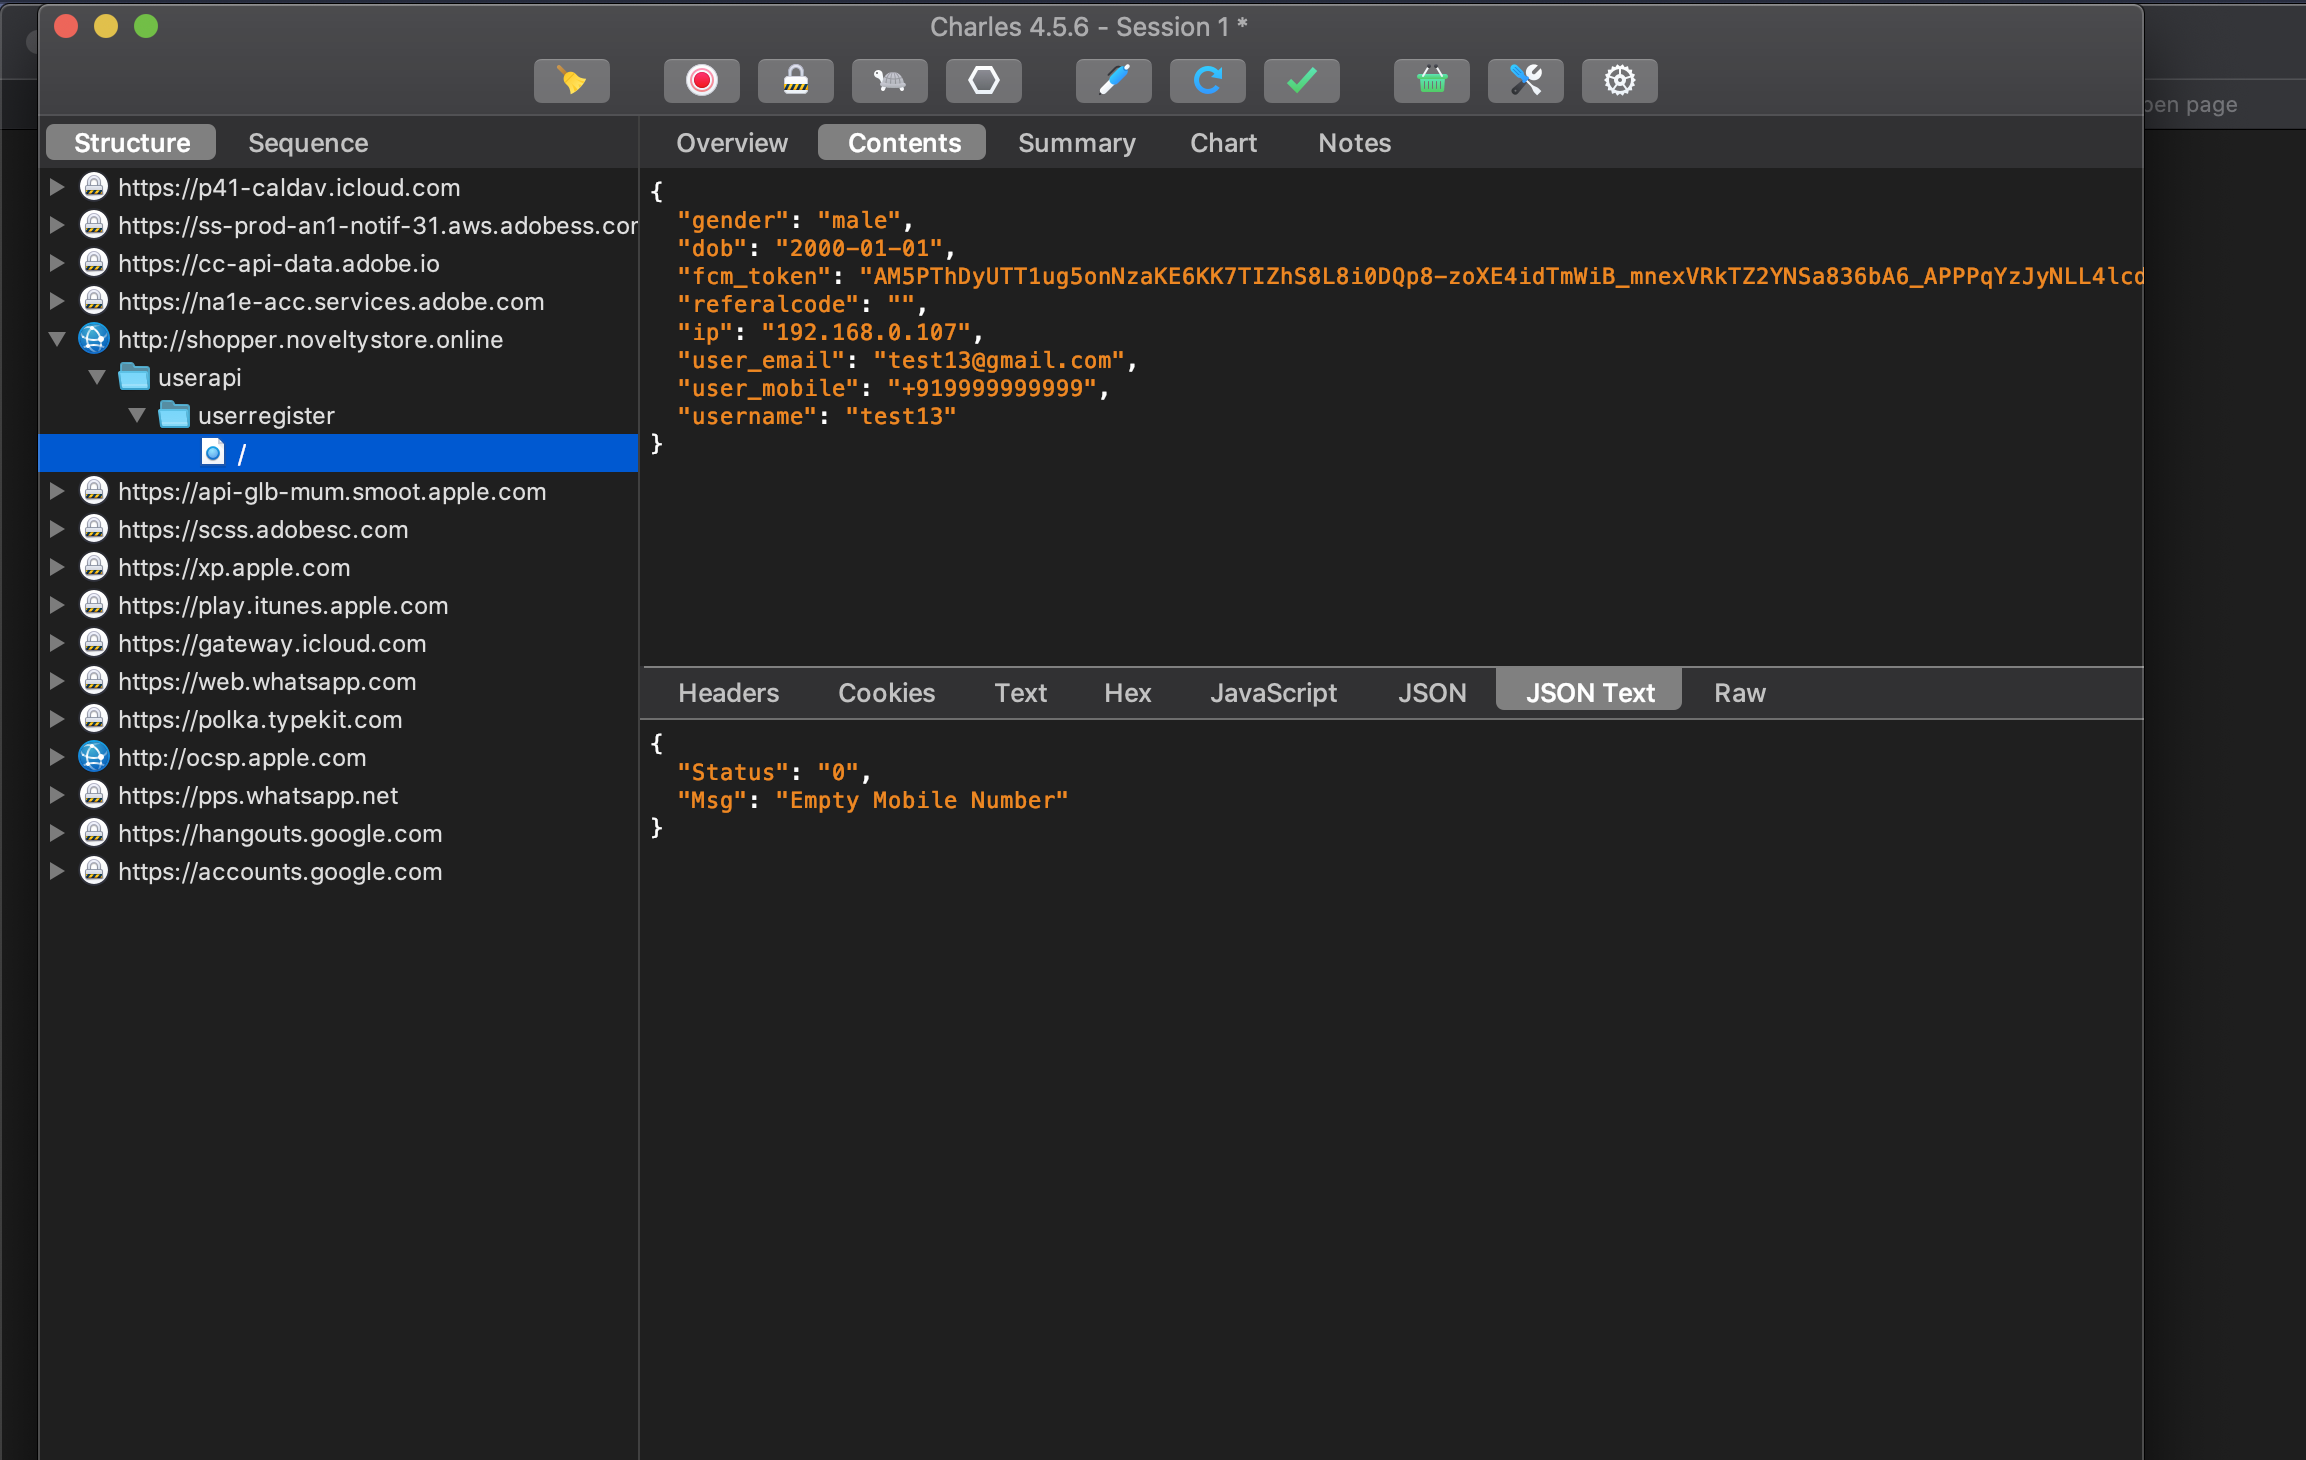 Charles 4.5.6 - Session 1 *
pen page
Structure Sequence
Overview Contents Summary Chart Notes
https://p41-caldav.icloud.com
https://ss-prod-an1-notif-31.aws.adobess.cor
https://cc-api-data.adobe.io
https://na1e-acc.services.adobe.com
http://shopper.noveltystore.online
userapi
userregister
/
https://api-glb-mum.smoot.apple.com
https://scss.adobesc.com
https://xp.apple.com
https://play.itunes.apple.com
https://gateway.icloud.com
https://web.whatsapp.com
https://polka.typekit.com
http://ocsp.apple.com
https://pps.whatsapp.net
https://hangouts.google.com
https://accounts.google.com
{
"gender": "male",
"dob": "2000-01-01",
"fcm_token": "AM5PThDyUTT1ug5onNzaKE6KK7TIZhS8L8i0DQp8-zoXE4idTmWiB_mnexVRkTZ2YNSa836bA6_APPPqYzJyNLL4lcd
"referalcode": "",
"ip": "192.168.0.107",
"user_email": "test13@gmail.com",
"user_mobile": "+919999999999",
"username": "test13"
}
Headers Cookies Text Hex JavaScript JSON JSON Text Raw
{
"Status": "0",
"Msg": "Empty Mobile Number"
}